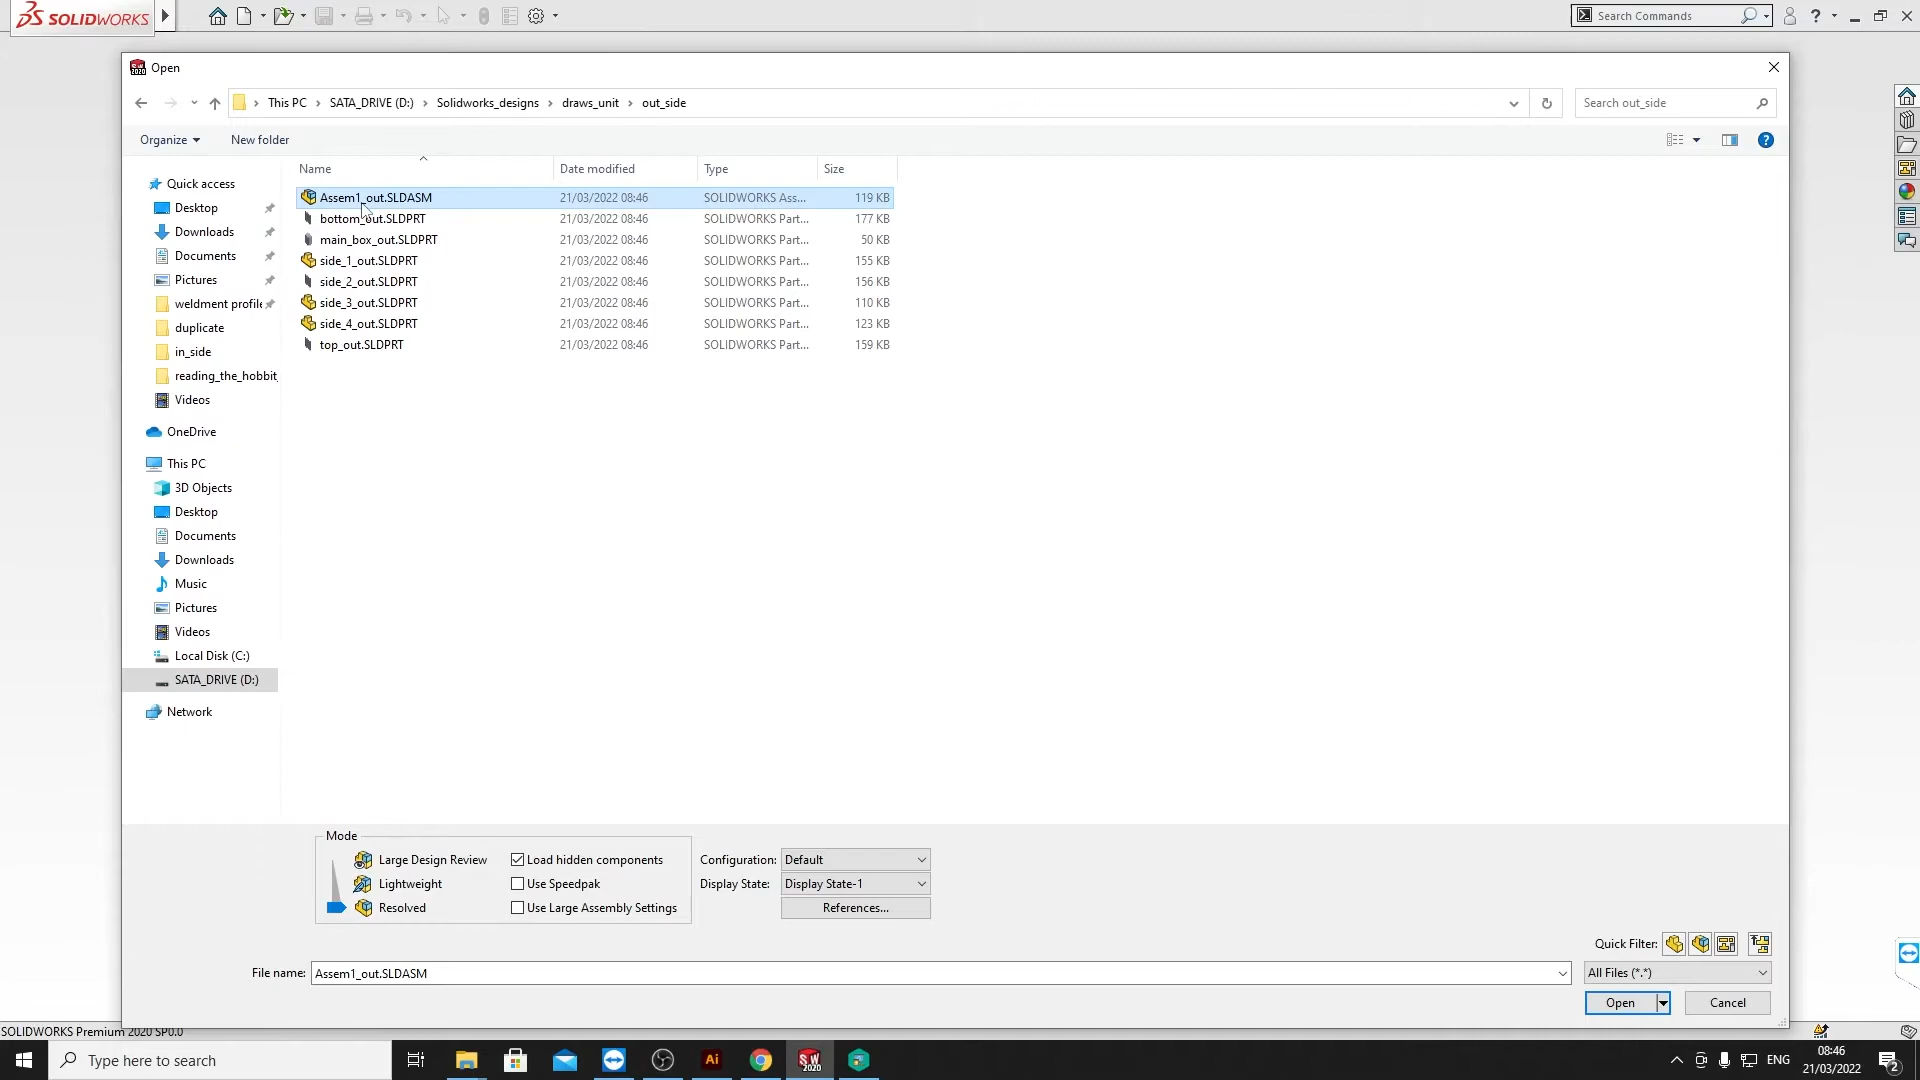 SOLIDWORKS
Search Commands
Open
This PC > SATA_DRIVE (D:) > Solidworks_designs > draws_unit > out_side
Search out_side
Organize
New folder
Name Date modified Type Size
Quick access
Desktop
Downloads
Documents
Pictures
weldment profile
duplicate
in_side
reading_the_hobbit_
Videos
OneDrive
This PC
3D Objects
Desktop
Documents
Downloads
Music
Pictures
Videos
Local Disk (C:)
SATA_DRIVE (D:)
Network
Assem1_out.SLDASM 21/03/2022 08:46 SOLIDWORKS Ass... 119 KB
bottom_out.SLDPRT 21/03/2022 08:46 SOLIDWORKS Part... 177 KB
main_box_out.SLDPRT 21/03/2022 08:46 SOLIDWORKS Part... 50 KB
side_1_out.SLDPRT 21/03/2022 08:46 SOLIDWORKS Part... 155 KB
side_2_out.SLDPRT 21/03/2022 08:46 SOLIDWORKS Part... 156 KB
side_3_out.SLDPRT 21/03/2022 08:46 SOLIDWORKS Part... 110 KB
side_4_out.SLDPRT 21/03/2022 08:46 SOLIDWORKS Part... 123 KB
top_out.SLDPRT 21/03/2022 08:46 SOLIDWORKS Part... 159 KB
Mode
Large Design Review
Lightweight
Resolved
Load hidden components
Use Speedpak
Use Large Assembly Settings
Configuration: Default
Display State: Display State-1
References...
Quick Filter:
File name: Assem1_out.SLDASM
All Files (*.*)
Open
Cancel
SOLIDWORKS Premium 2020 SP0.0
Type here to search
Ai
SW
2020
ENG
08:46
21/03/2022
2